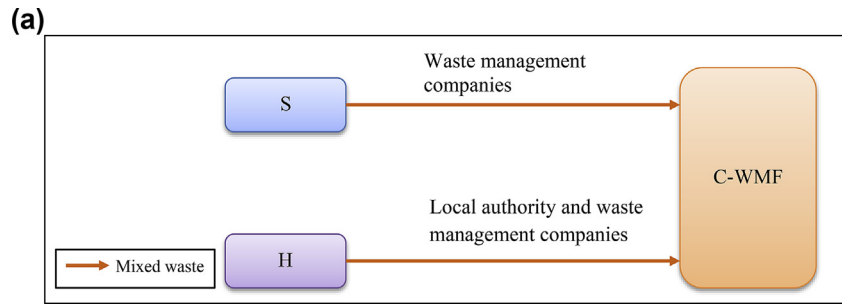 (a)
Waste management
companies
S
C-WMF
Local authority and waste
management companies
H
Mixed waste